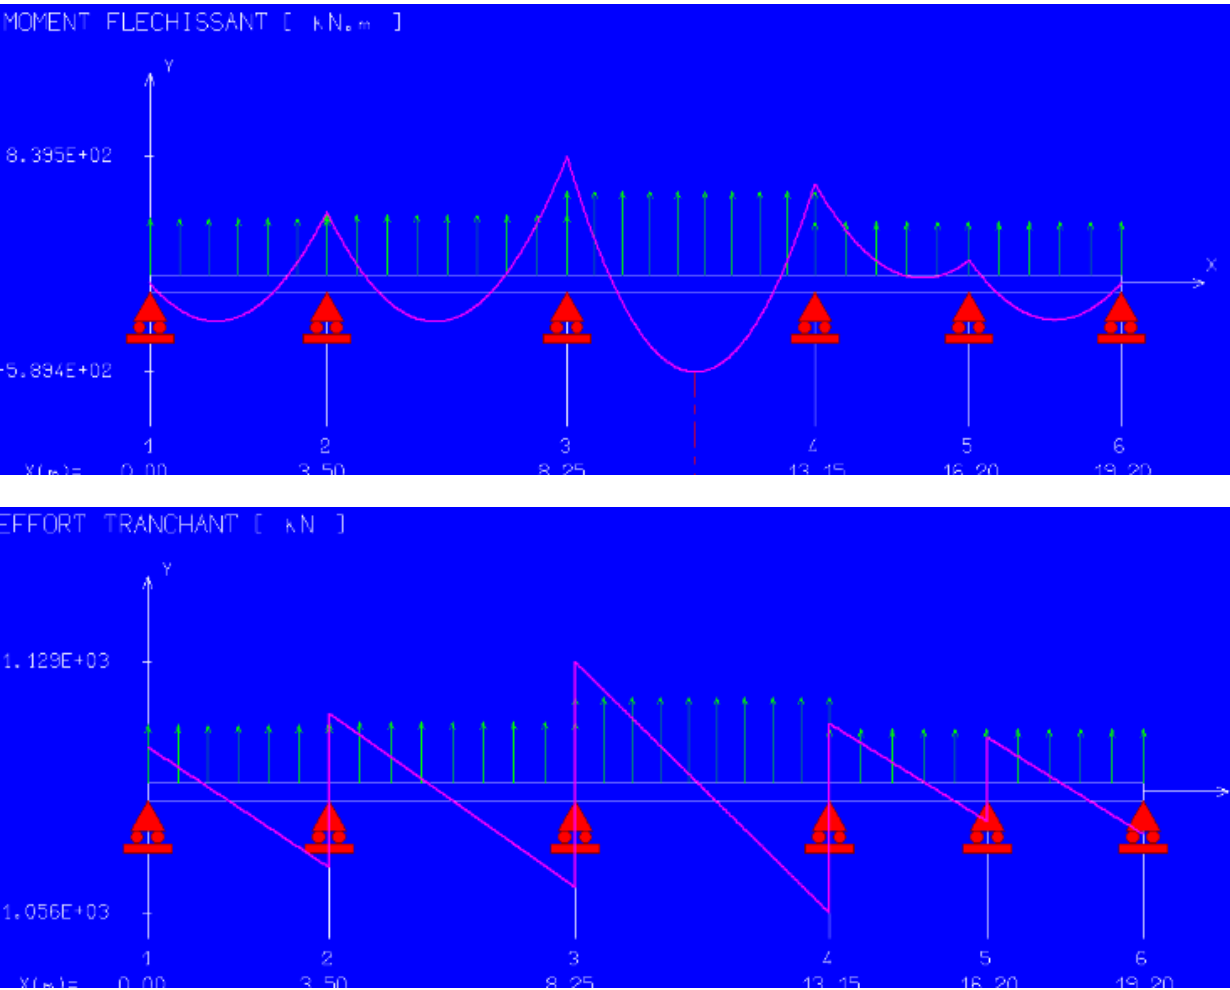 MOMENT FLECHISSANT [ kN.m ]
Y
8.395E+02
X
-5.894E+02
1 2 3 4 5 6
X(m)= 0.00 3.50 8.25 13.15 16.20 19.20
EFFORT TRANCHANT [ kN ]
Y
1.129E+03
1.056E+03
1 2 3 4 5 6
X(m)= 0.00 3.50 8.25 13.15 16.20 19.20